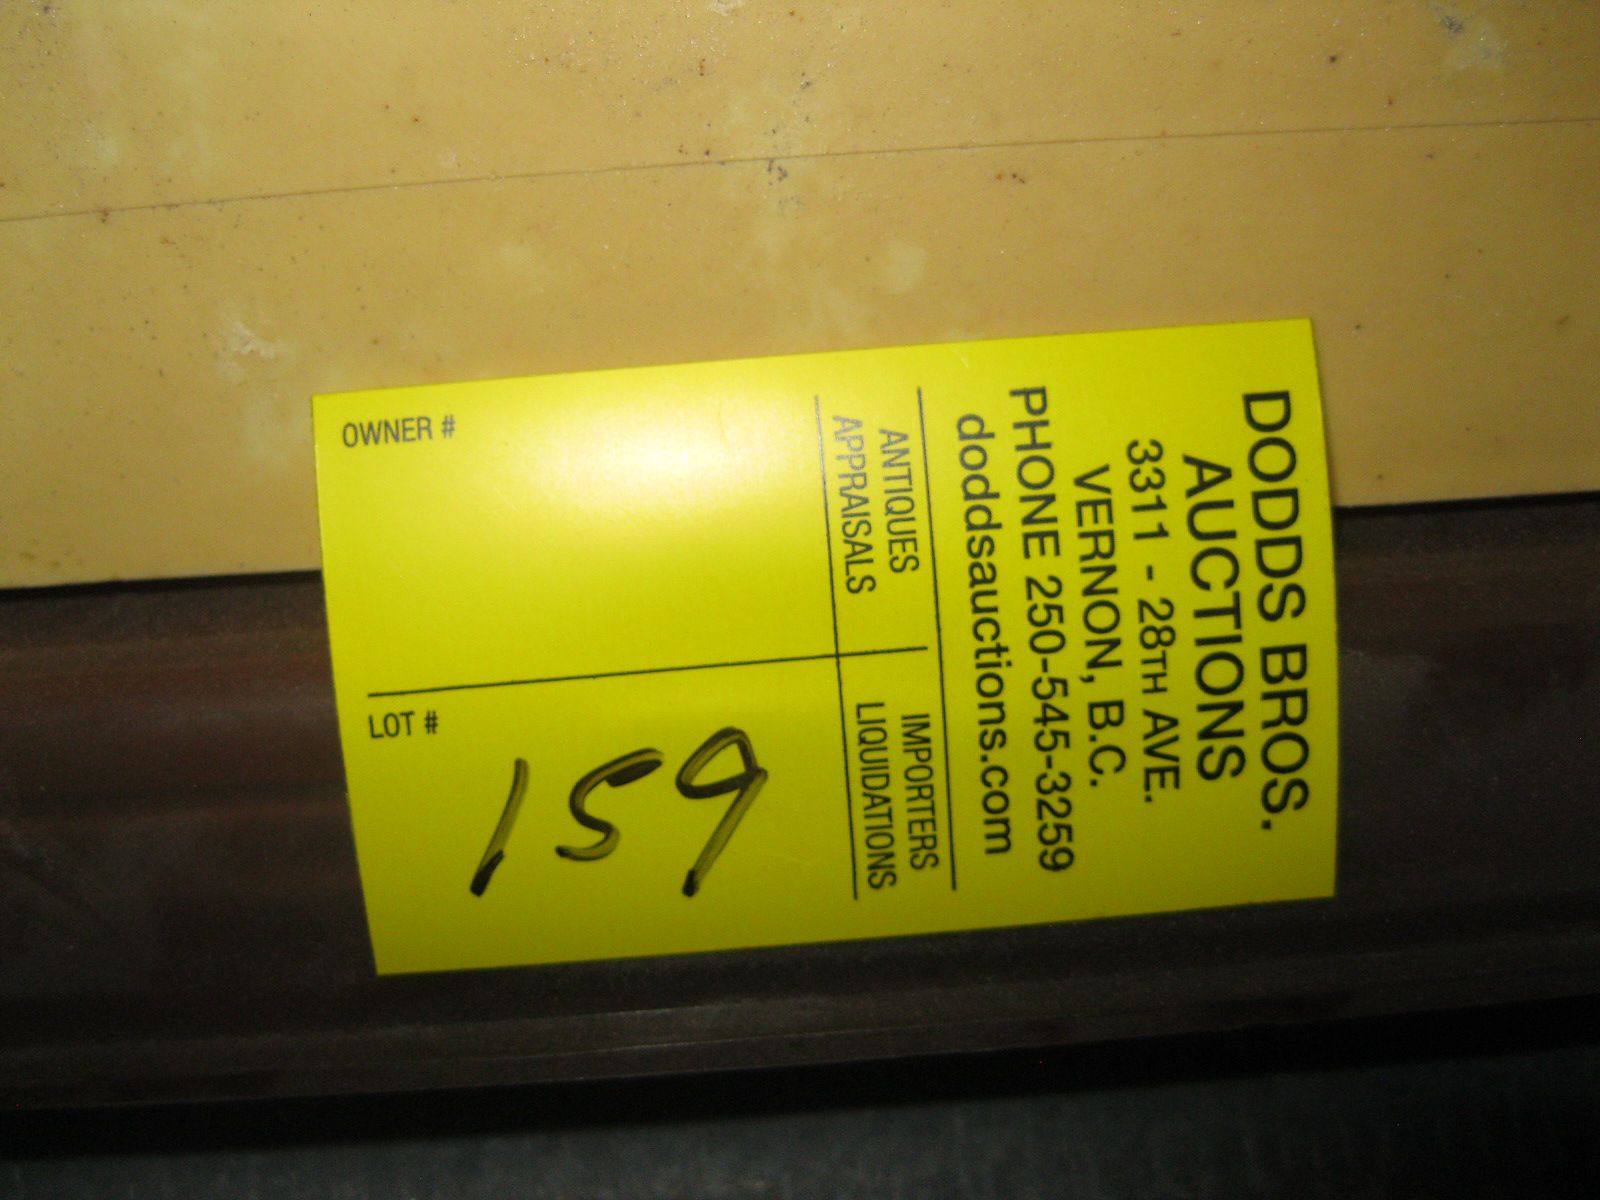 DODDS BROS.
AUCTIONS
3311 - 28TH AVE.
VERNON, B.C.
PHONE 250-545-3259
doddsauctions.com
ANTIQUES
APPRAISALS
IMPORTERS
LIQUIDATIONS
OWNER #
LOT #
159